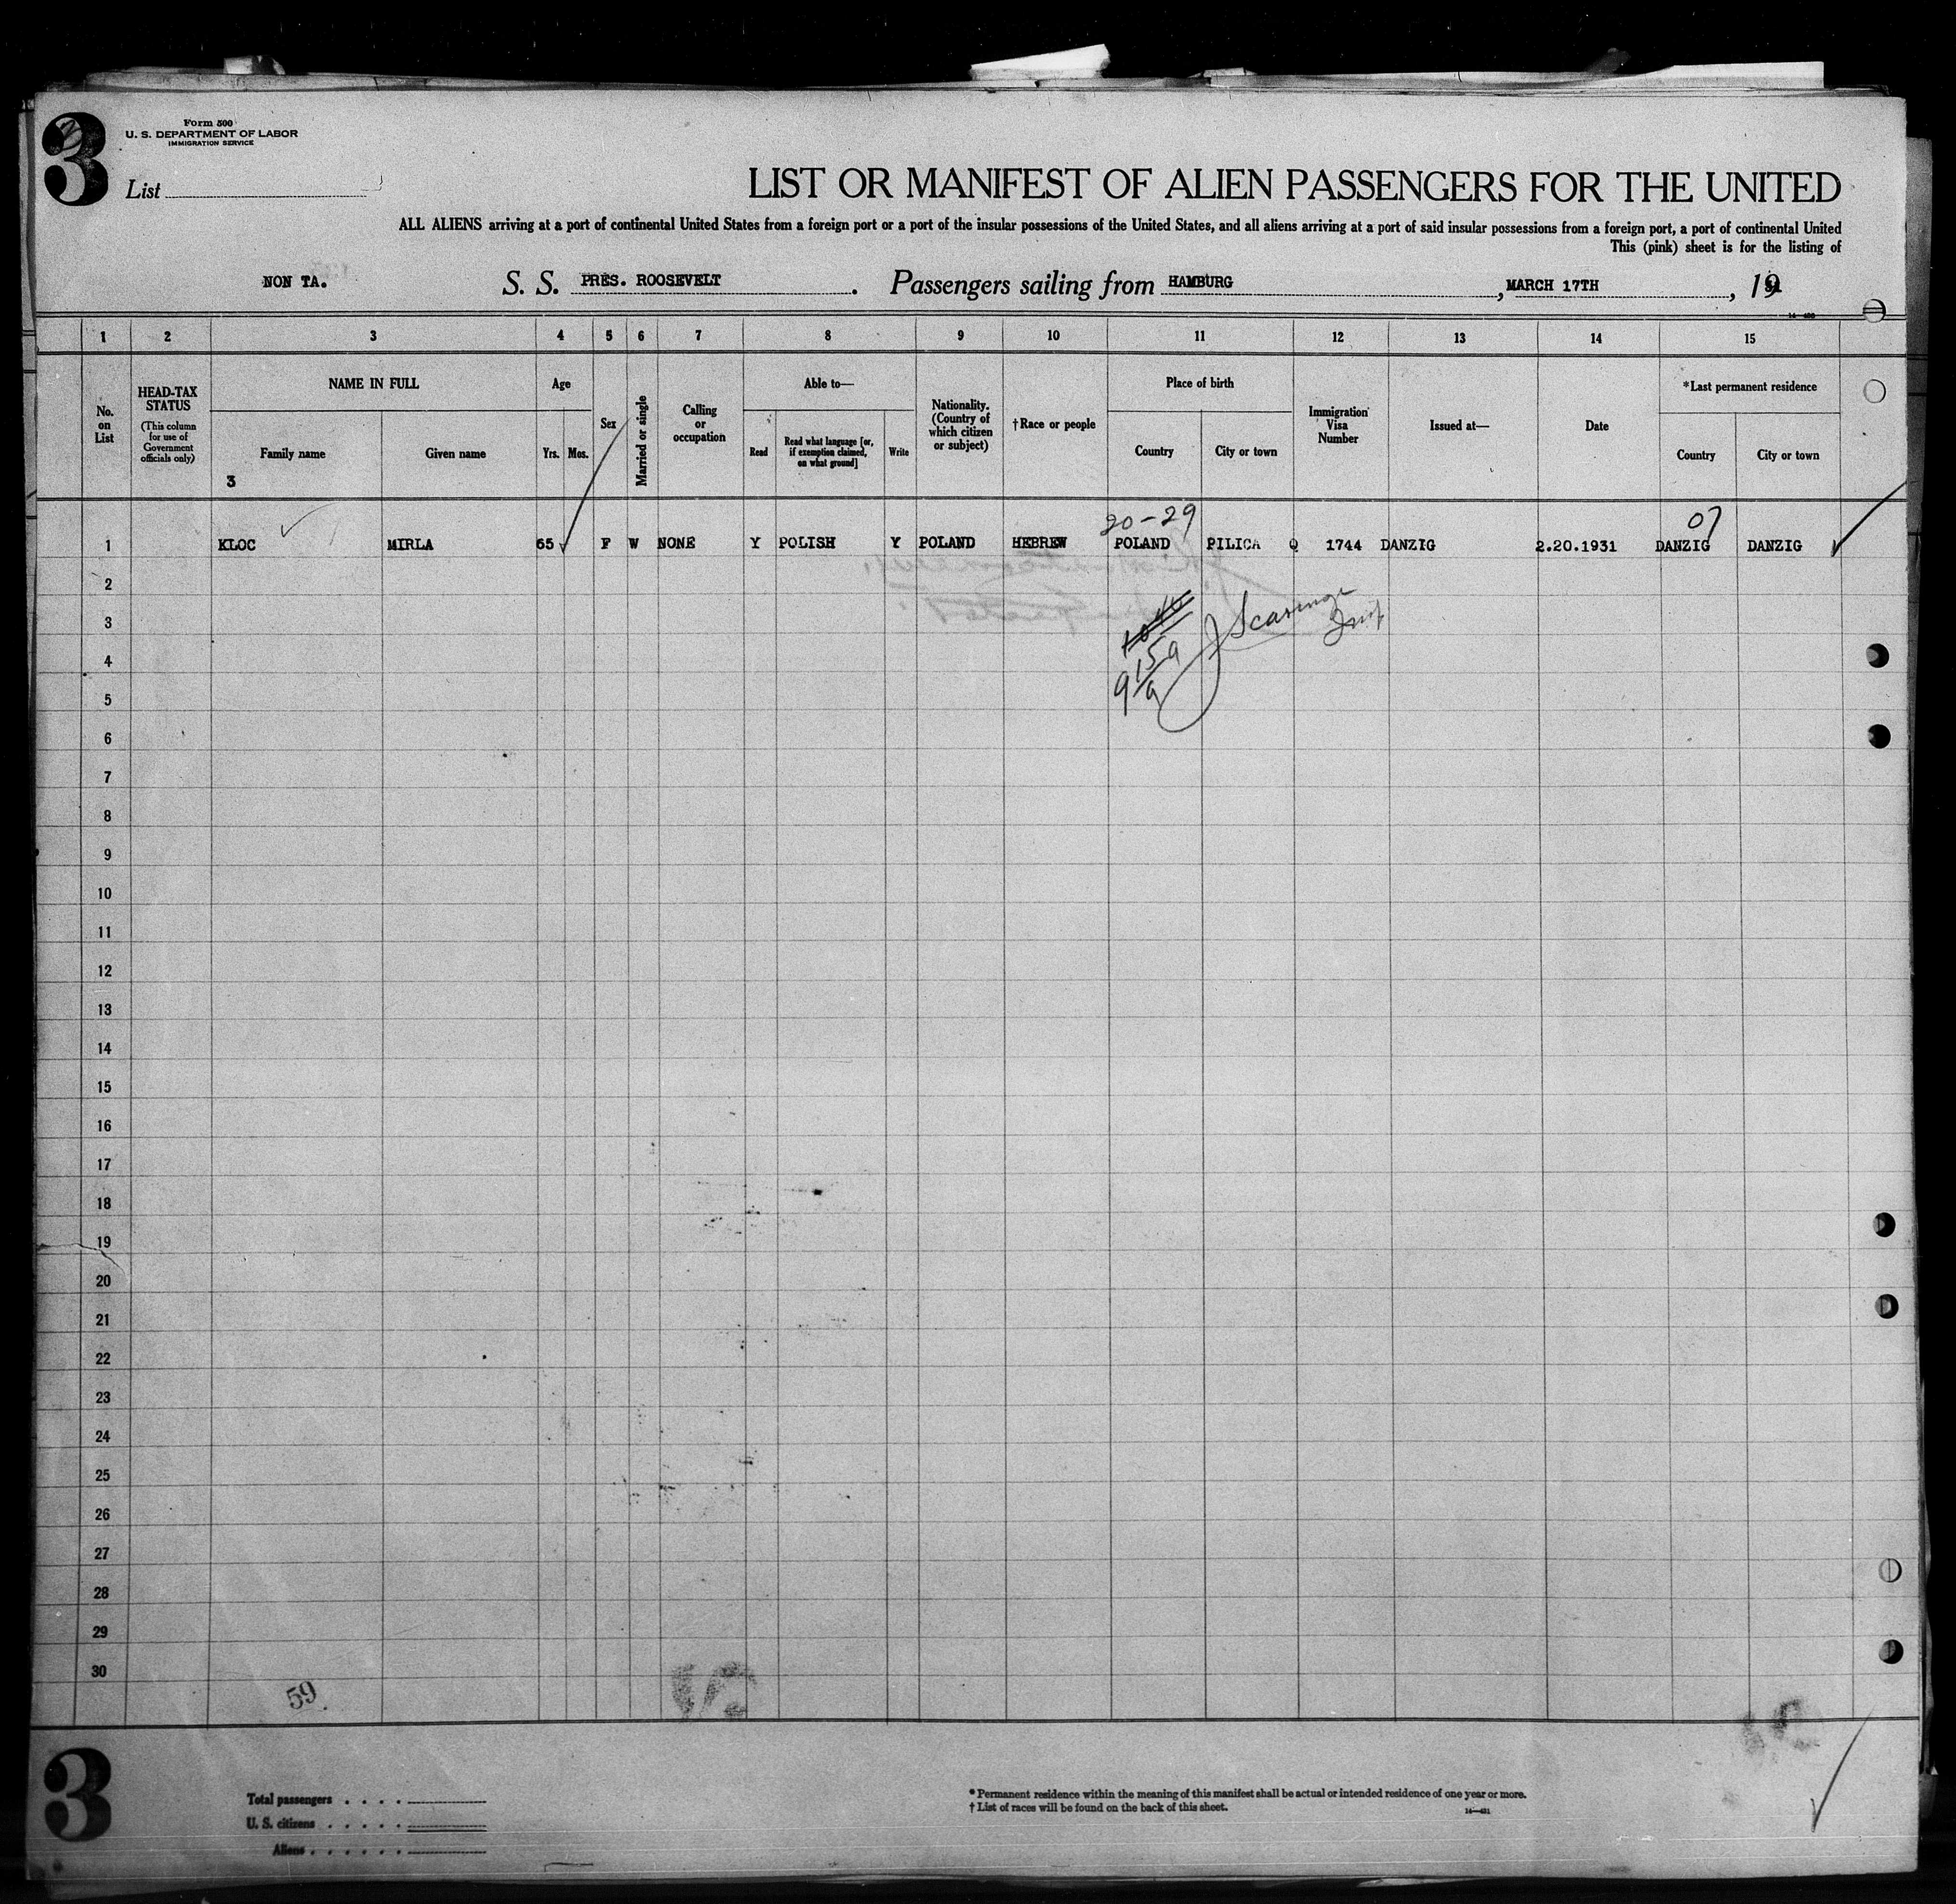 3
Form 500
U. S. DEPARTMENT OF LABOR
IMMIGRATION SERVICE
List
LIST OR MANIFEST OF ALIEN PASSENGERS FOR THE UNITED
ALL ALIENS arriving at a port of continental United States from a foreign port or a port of the insular possessions of the United States, and all aliens arriving at a port of said insular possessions from a foreign port, a port of continental United
This (pink) sheet is for the listing of
NON TA. S. S. PRES. ROOSEVELT. Passengers sailing from HAMBURG, MARCH 17TH, 19
1 2 3 4 5 6 7 8 9 10 11 12 13 14 15
No. on List
HEAD-TAX STATUS (This column for use of Government officials only)
NAME IN FULL
Family name
Given name
3
Age
Yrs. Mos.
Sex
Married or single
Calling or occupation
Able to—
Read
Read what language [or, if exemption claimed, on what ground]
Write
Nationality. (Country of which citizen or subject)
†Race or people
Place of birth
Country
City or town
Immigration Visa Number
Issued at—
Date
*Last permanent residence
Country
City or town
20-29 07
1 KLOC MIRLA 65 F W NONE Y POLISH Y POLAND HEBREW POLAND PILICA Q 1744 DANZIG 2.20.1931 DANZIG DANZIG
2
3
4
5
6
7
8
9
10
11
12
13
14
15
16
17
18
19
20
21
22
23
24
25
26
27
28
29
30
59
3
Total passengers . . . .
U. S. citizens . . . . .
Aliens . . . . . .
* Permanent residence within the meaning of this manifest shall be actual or intended residence of one year or more.
† List of races will be found on the back of this sheet.